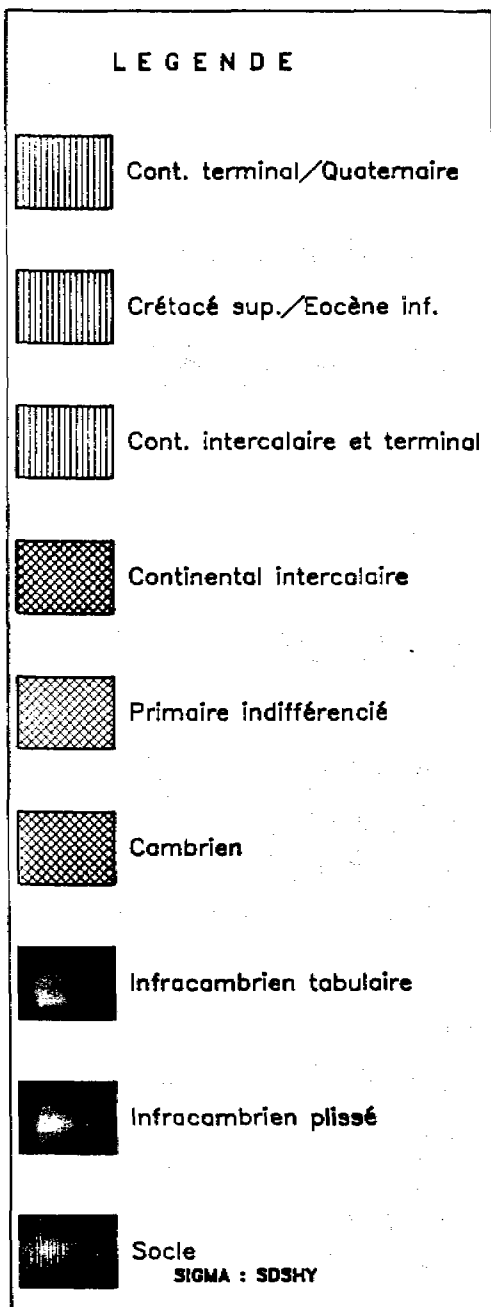 LEGENDE
Cont. terminal/Quaternaire
Crétacé sup./Eocène inf.
Cont. intercalaire et terminal
Continental intercalaire
Primaire indifférencié
Cambrien
Infracambrien tabulaire
Infracambrien plissé
Socle
SIGMA : SDSHY